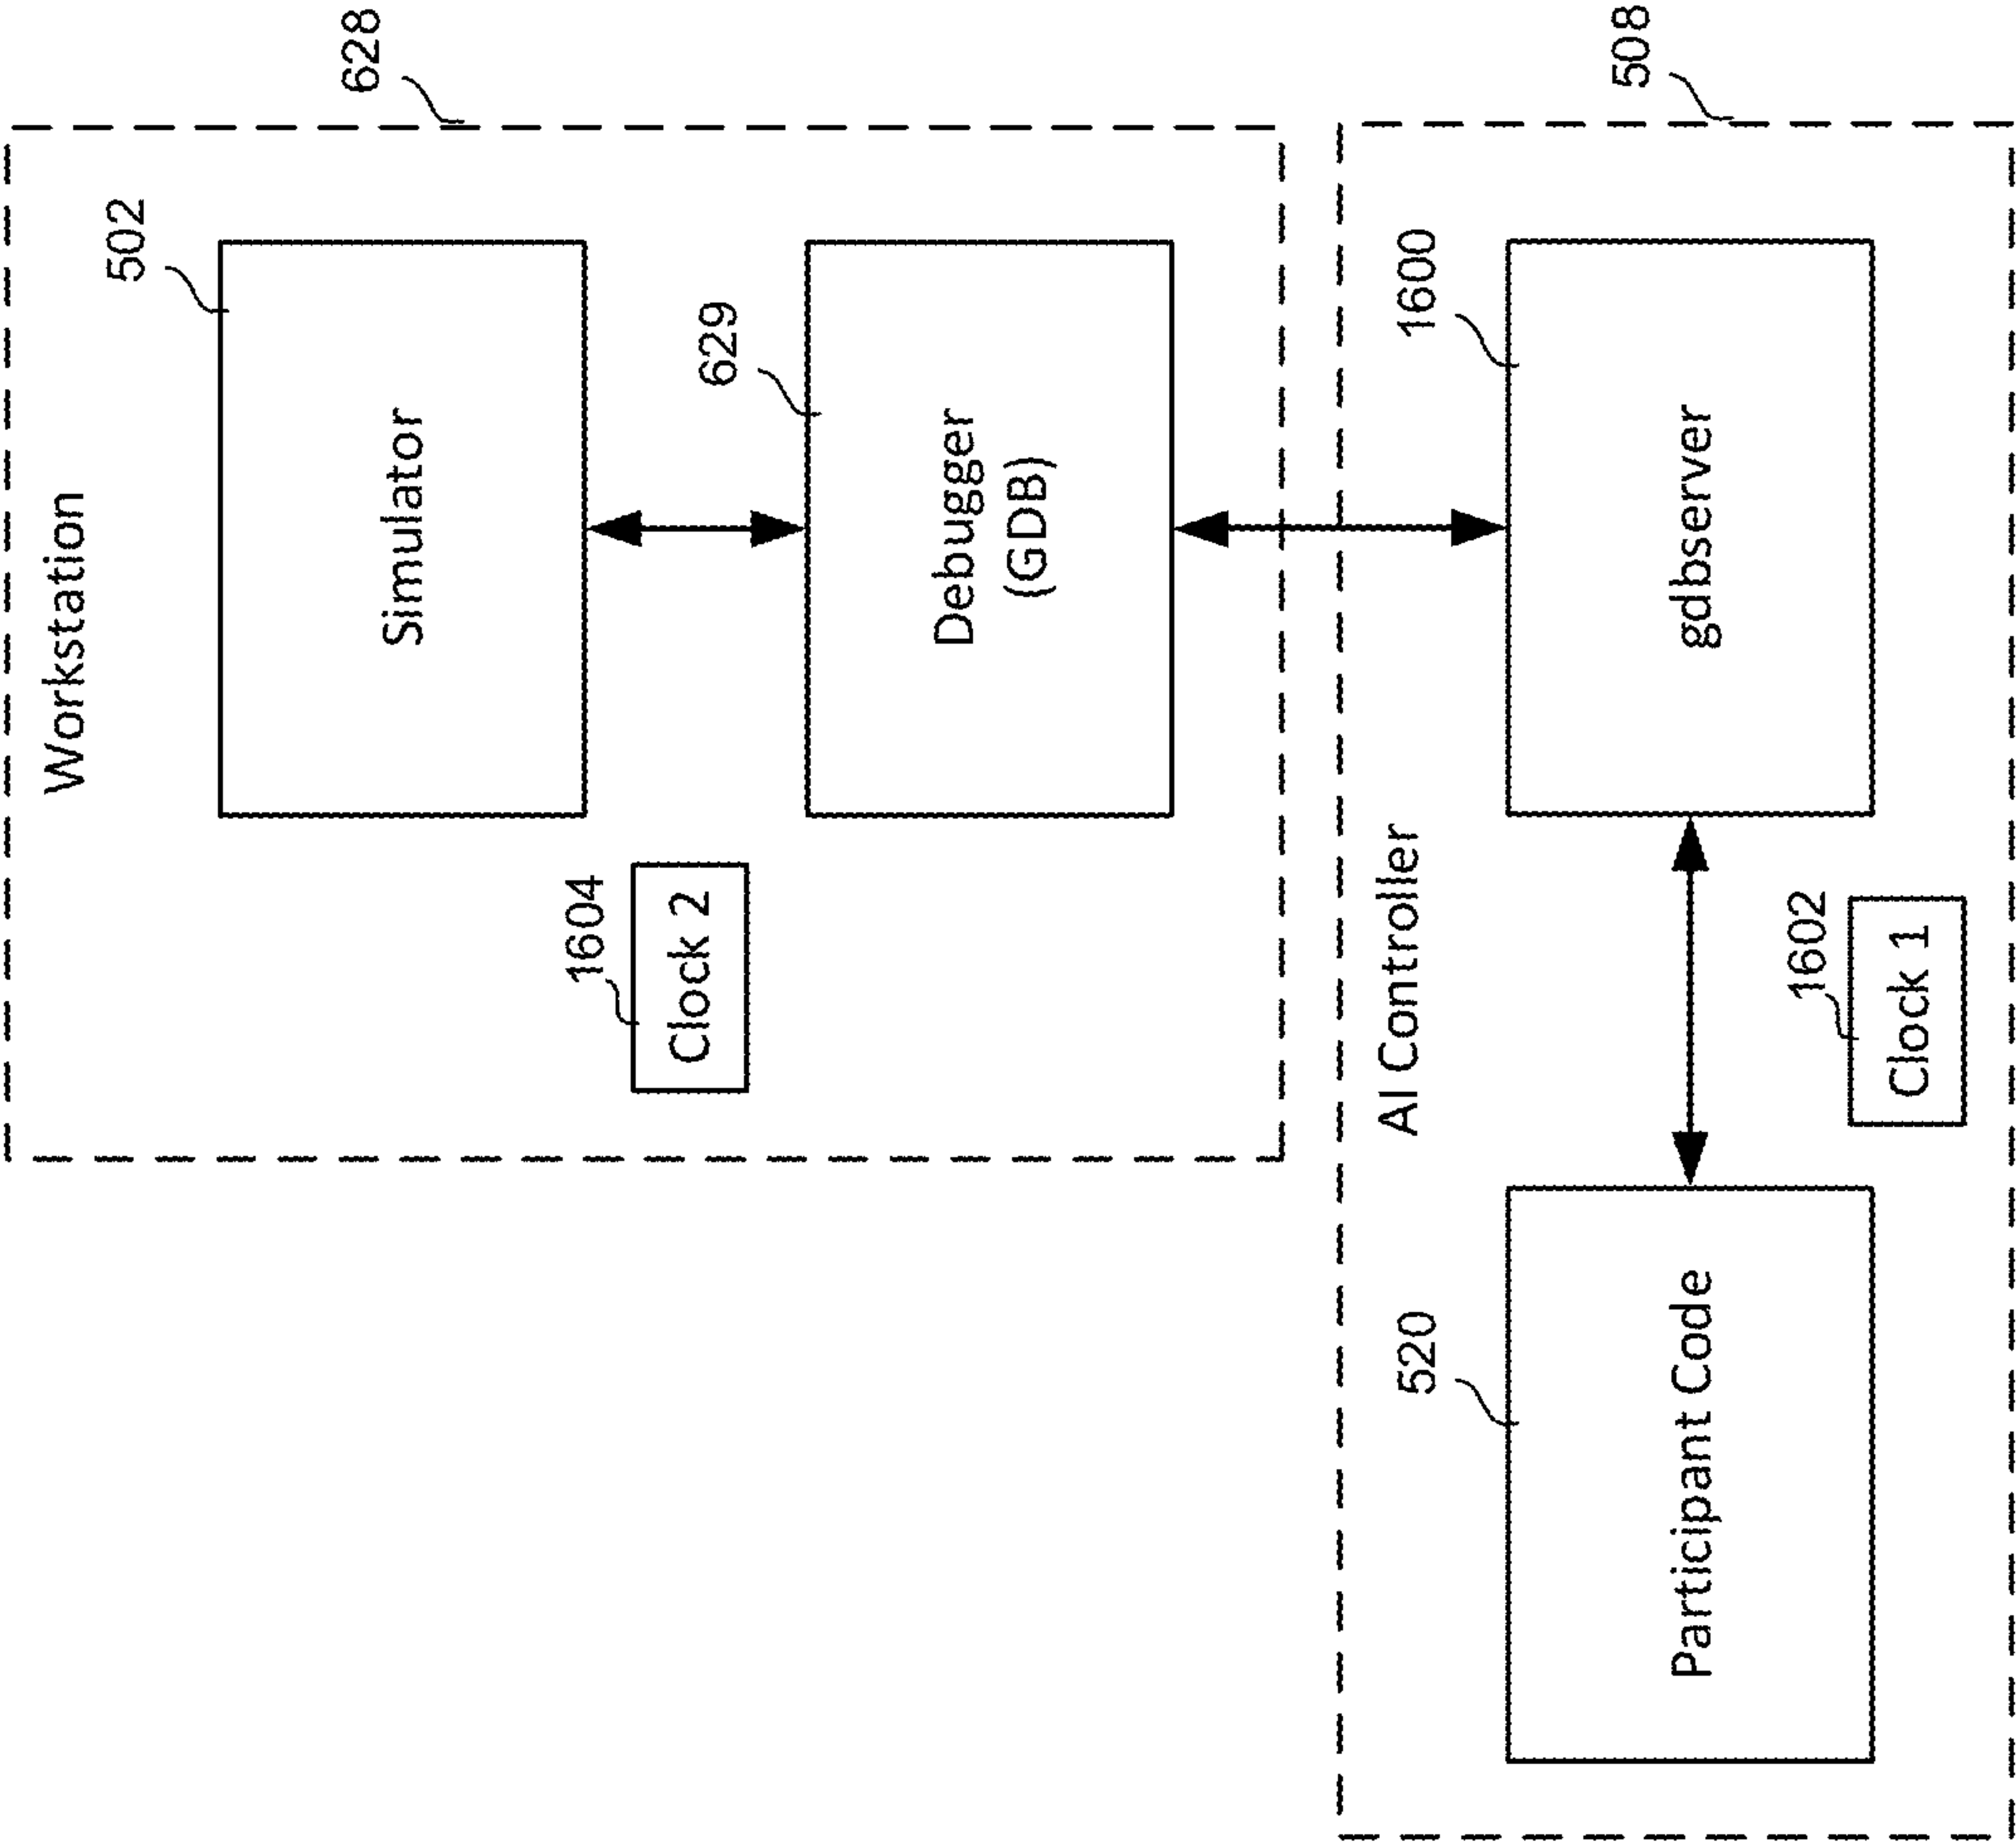 Workstation
502
628
Simulator
1604
Clock 2
629
Debugger
(GDB)
AI Controller
520
1600
508
Participant Code
gdbserver
1602
Clock 1